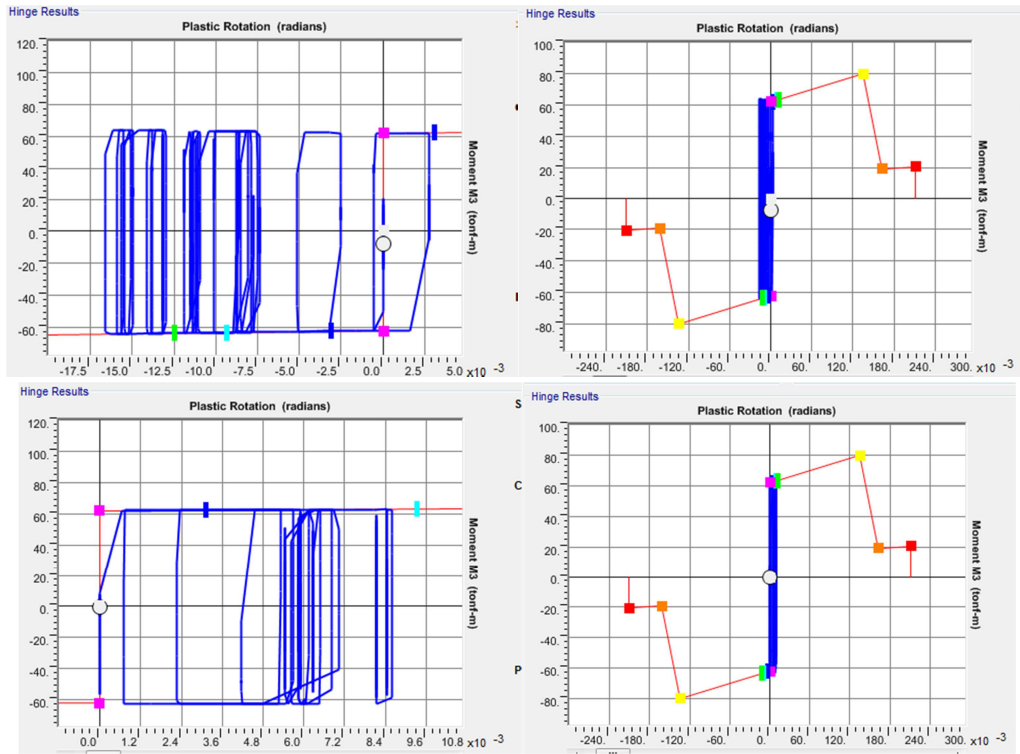 Hinge Results
Plastic Rotation (radians)
120.
100.
80.
60.
40.
20.
0.
-20.
-40.
-60.
-17.5 -15.0 -12.5 -10.0 -7.5 -5.0 -2.5 0.0 2.5 5.0 x10 -3
Moment M3 (tonf-m)
Hinge Results
Plastic Rotation (radians)
100.
80.
60.
40.
20.
0.
-20.
-40.
-60.
-80.
-240. -180. -120. -60. 0. 60. 120. 180. 240. 300. x10 -3
Moment M3 (tonf-m)
Hinge Results
Plastic Rotation (radians)
120.
100.
80.
60.
40.
20.
0.
-20.
-40.
-60.
0.0 1.2 2.4 3.6 4.8 6.0 7.2 8.4 9.6 10.8 x10 -3
Moment M3 (tonf-m)
S
C
P
Hinge Results
Plastic Rotation (radians)
100.
80.
60.
40.
20.
0.
-20.
-40.
-60.
-80.
-240. -180. -120. -60. 0. 60. 120. 180. 240. 300. x10 -3
Moment M3 (tonf-m)